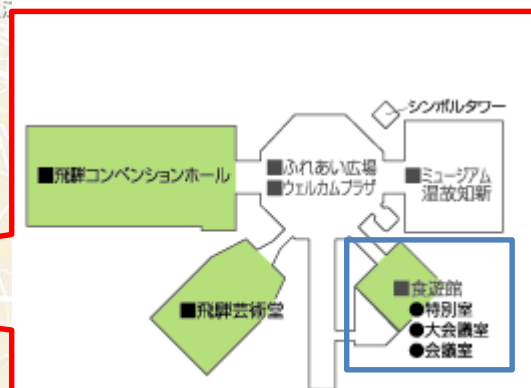 シンボルタワー
■飛騨コンベンションホール
■ふれあい広場
■ウェルカムプラザ
■ミュージアム
温故知新
■飛騨芸術堂
■食遊館
●特別室
●大会議室
●会議室